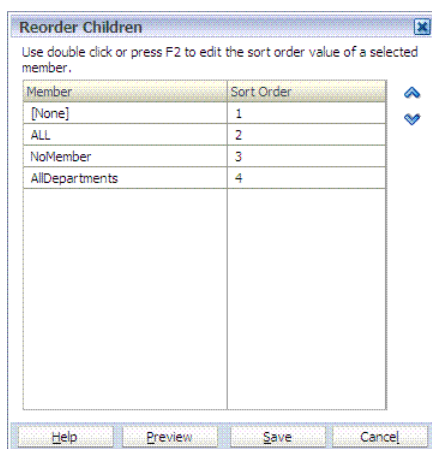 Reorder Children
Use double click or press F2 to edit the sort order value of a selected
member.
Member Sort Order
[None] 1
ALL 2
NoMember 3
AllDepartments 4
Help Preview Save Cancel